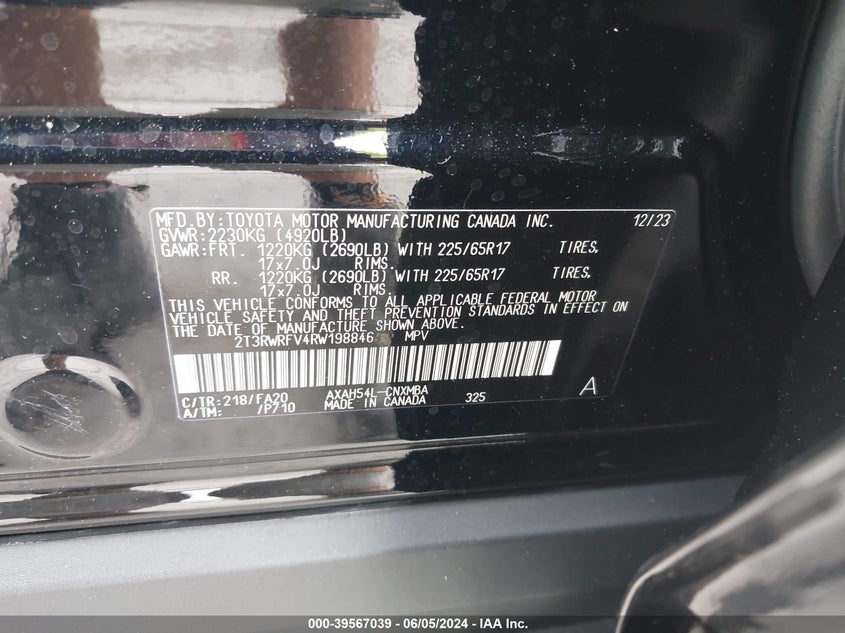 MFD.BY:TOYOTA MOTOR MANUFACTURING CANADA INC. 12/23
GVWR:2230KG (4920LB)
GAWR:FRT. 1220KG (2690LB) WITH 225/65R17 TIRES,
17x7.0J RIMS.
RR. 1220KG (2690LB) WITH 225/65R17 TIRES,
17x7.0J RIMS.
THIS VEHICLE CONFORMS TO ALL APPLICABLE FEDERAL MOTOR
VEHICLE SAFETY AND THEFT PREVENTION STANDARDS IN EFFECT ON
THE DATE OF MANUFACTURE SHOWN ABOVE.
2T3RWRFV4RW198846 MPV
C/TR:218/FA20 AXAH54L-CNXMBA 325 A
A/TM: /P710 MADE IN CANADA
000-39567039 - 06/05/2024 - IAA Inc.